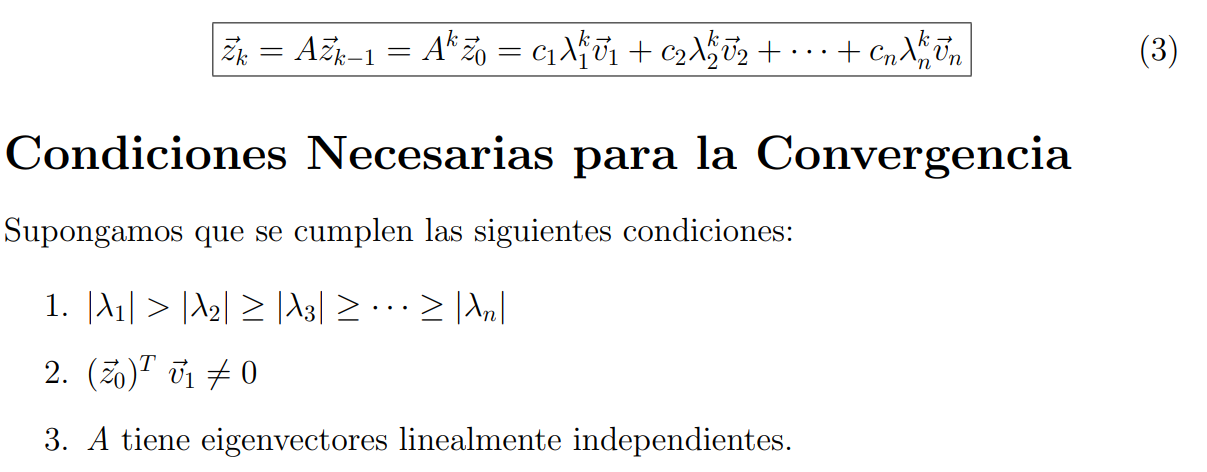 $\vec{z}_k = A\vec{z}_{k-1} = A^k\vec{z}_0 = c_1\lambda_1^k\vec{v}_1 + c_2\lambda_2^k\vec{v}_2 + \cdots + c_n\lambda_n^k\vec{v}_n$ (3)
Condiciones Necesarias para la Convergencia
Supongamos que se cumplen las siguientes condiciones:
1. $|\lambda_1| > |\lambda_2| \geq |\lambda_3| \geq \cdots \geq |\lambda_n|$
2. $(\vec{z}_0)^T \vec{v}_1 \neq 0$
3. $A$ tiene eigenvectores linealmente independientes.